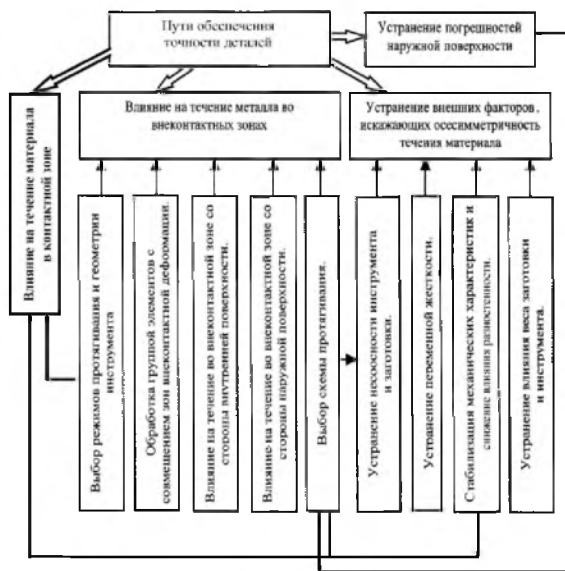 Пути обеспечения
точности деталей
Устранение погрешностей
наружной поверхности
Влияние на течение материала
в контактной зоне
Влияние на течение металла во
внеконтактных зонах
Устранение внешних факторов,
искажающих осесимметричность
течения материала
Выбор режимов протягивания и геометрии
инструмента
Обработка группой элементов с
совмещением зон внеконтактной деформации.
Влияние на течение во внеконтактной зоне со
стороны внутренней поверхности.
Влияние на течение во внеконтактной зоне со
стороны наружной поверхности.
Выбор схемы протягивания.
Устранение несоосности инструмента
и заготовки.
Устранение переменной жесткости.
Стабилизация механических характеристик и
снижение влияния разностенности.
Устранение влияния веса заготовки
и инструмента.